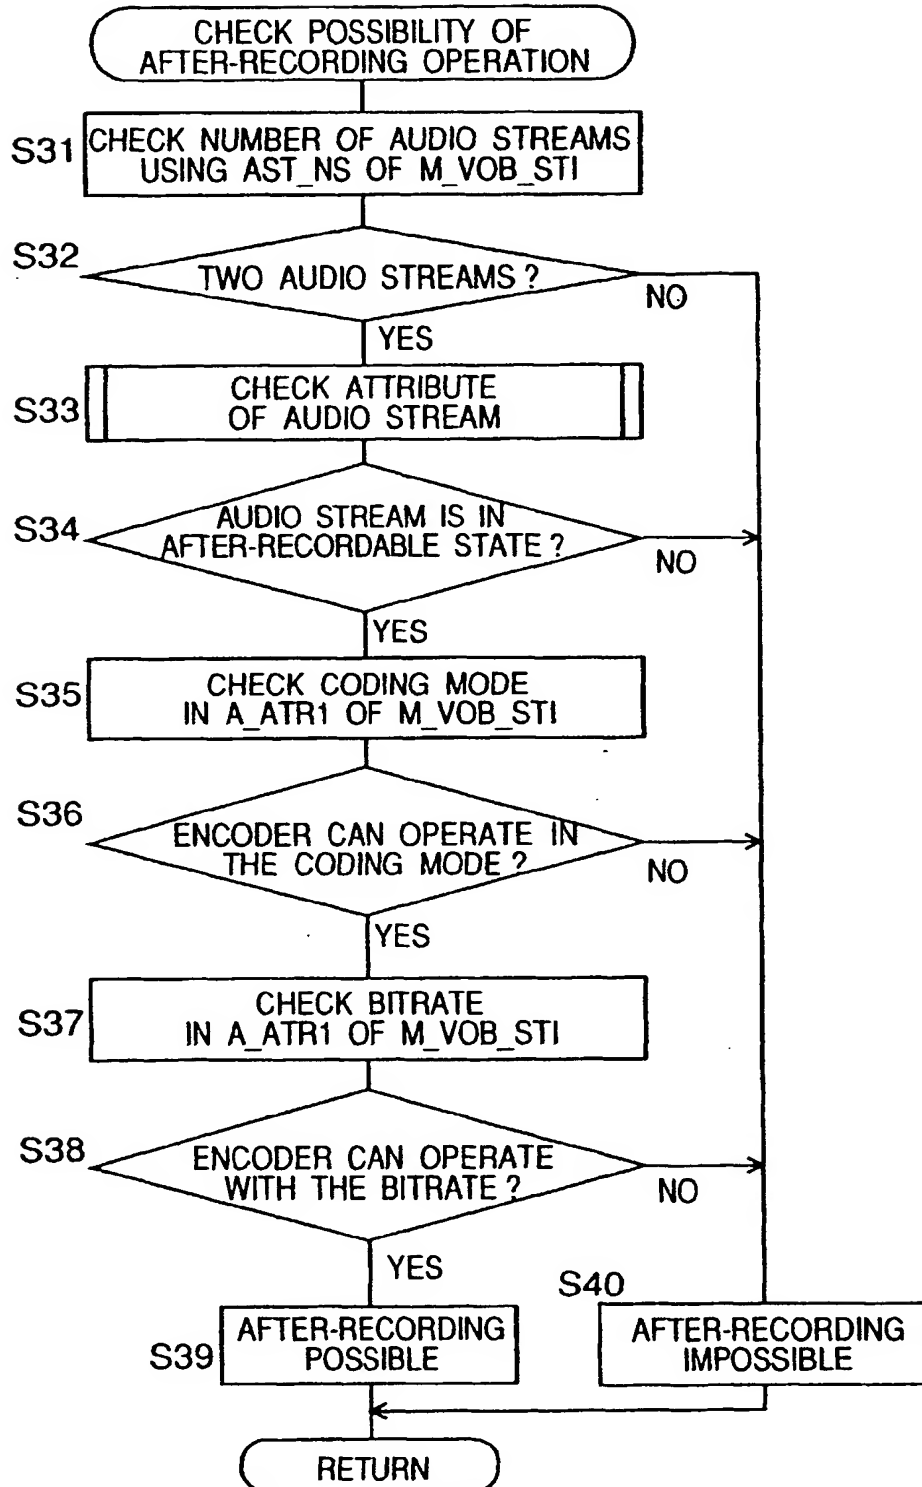 CHECK POSSIBILITY OF
AFTER-RECORDING OPERATION
S31
CHECK NUMBER OF AUDIO STREAMS
USING AST_NS OF M_VOB_STI
S32
TWO AUDIO STREAMS ?
NO
YES
S33
CHECK ATTRIBUTE
OF AUDIO STREAM
S34
AUDIO STREAM IS IN
AFTER-RECORDABLE STATE ?
NO
YES
S35
CHECK CODING MODE
IN A_ATR1 OF M_VOB_STI
S36
ENCODER CAN OPERATE IN
THE CODING MODE ?
NO
YES
S37
CHECK BITRATE
IN A_ATR1 OF M_VOB_STI
S38
ENCODER CAN OPERATE
WITH THE BITRATE ?
NO
YES
S39
AFTER-RECORDING
POSSIBLE
S40
AFTER-RECORDING
IMPOSSIBLE
RETURN